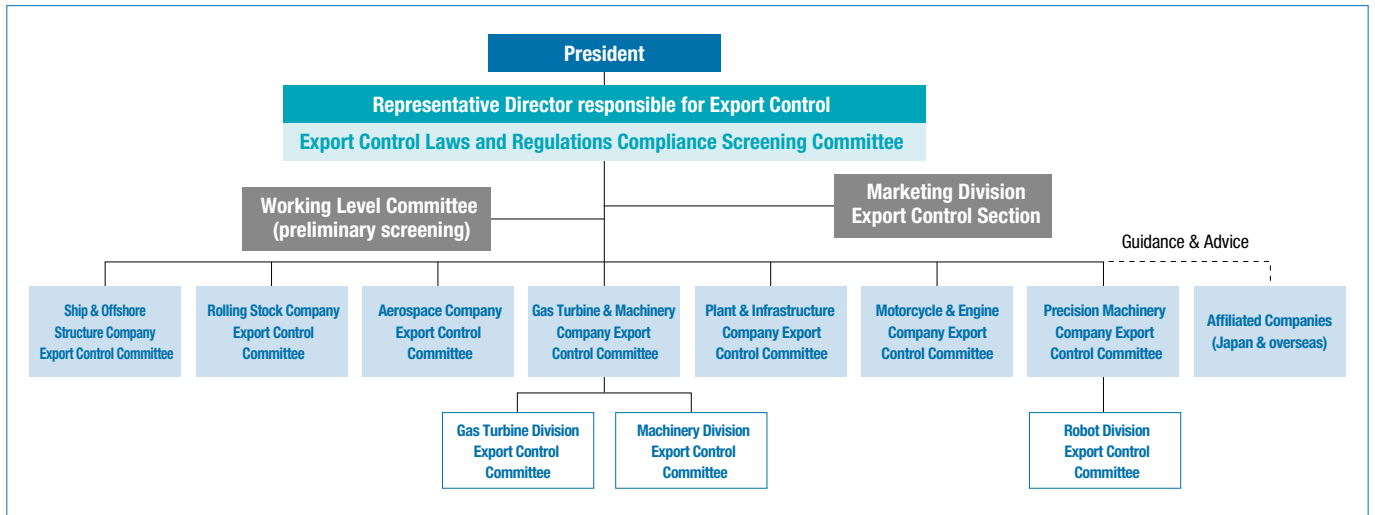 President
Representative Director responsible for Export Control
Export Control Laws and Regulations Compliance Screening Committee
Working Level Committee
(preliminary screening)
Marketing Division
Export Control Section
Guidance & Advice
Ship & Offshore
Structure Company
Export Control Committee
Rolling Stock Company
Export Control
Committee
Aerospace Company
Export Control
Committee
Gas Turbine & Machinery
Company Export
Control Committee
Plant & Infrastructure
Company Export
Control Committee
Motorcycle & Engine
Company Export
Control Committee
Precision Machinery
Company Export
Control Committee
Affiliated Companies
(Japan & overseas)
Gas Turbine Division
Export Control
Committee
Machinery Division
Export Control
Committee
Robot Division
Export Control
Committee